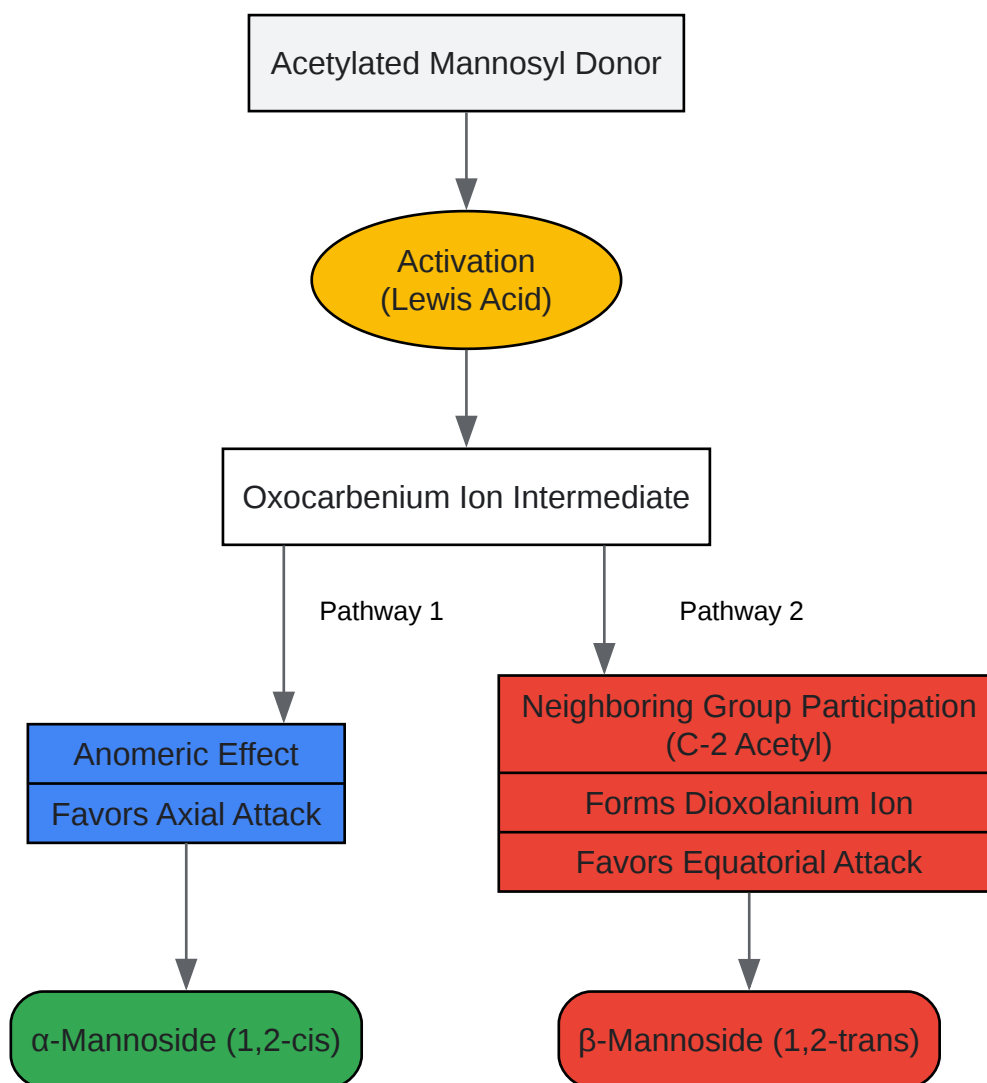 Acetylated Mannosyl Donor
Activation
(Lewis Acid)
Oxocarbenium Ion Intermediate
Pathway 1
Pathway 2
Anomeric Effect
Favors Axial Attack
Neighboring Group Participation
(C-2 Acetyl)
Forms Dioxolanium Ion
Favors Equatorial Attack
α-Mannoside (1,2-cis)
β-Mannoside (1,2-trans)